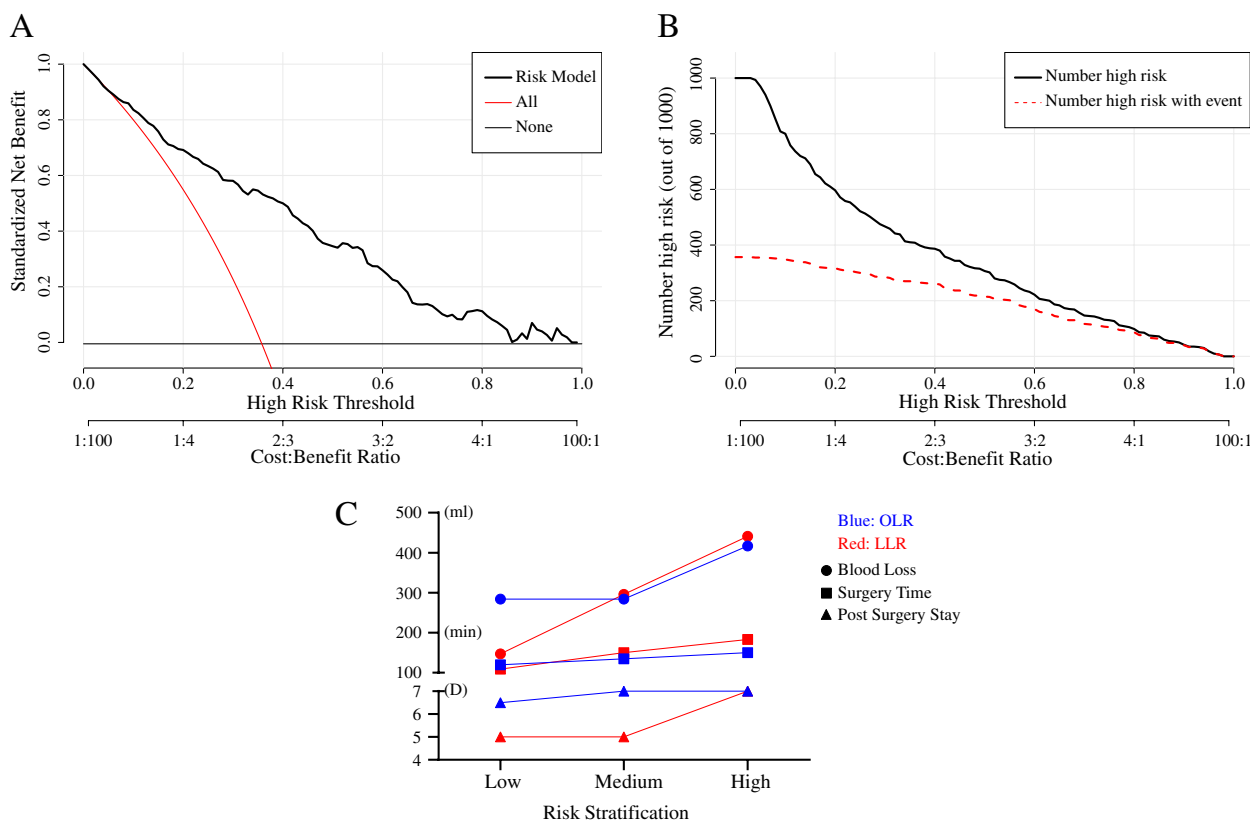 A
Standardized Net Benefit
1.0
0.8
0.6
0.4
0.2
0.0
Risk Model
All
None
0.0 0.2 0.4 0.6 0.8 1.0
High Risk Threshold
1:100 1:4 2:3 3:2 4:1 100:1
Cost:Benefit Ratio
B
Number high risk (out of 1000)
1000
800
600
400
200
0
Number high risk
Number high risk with event
0.0 0.2 0.4 0.6 0.8 1.0
High Risk Threshold
1:100 1:4 2:3 3:2 4:1 100:1
Cost:Benefit Ratio
C
500 (ml)
400
300
200 (min)
100
7 (D)
6
5
4
Low Medium High
Risk Stratification
Blue: OLR
Red: LLR
Blood Loss
Surgery Time
Post Surgery Stay